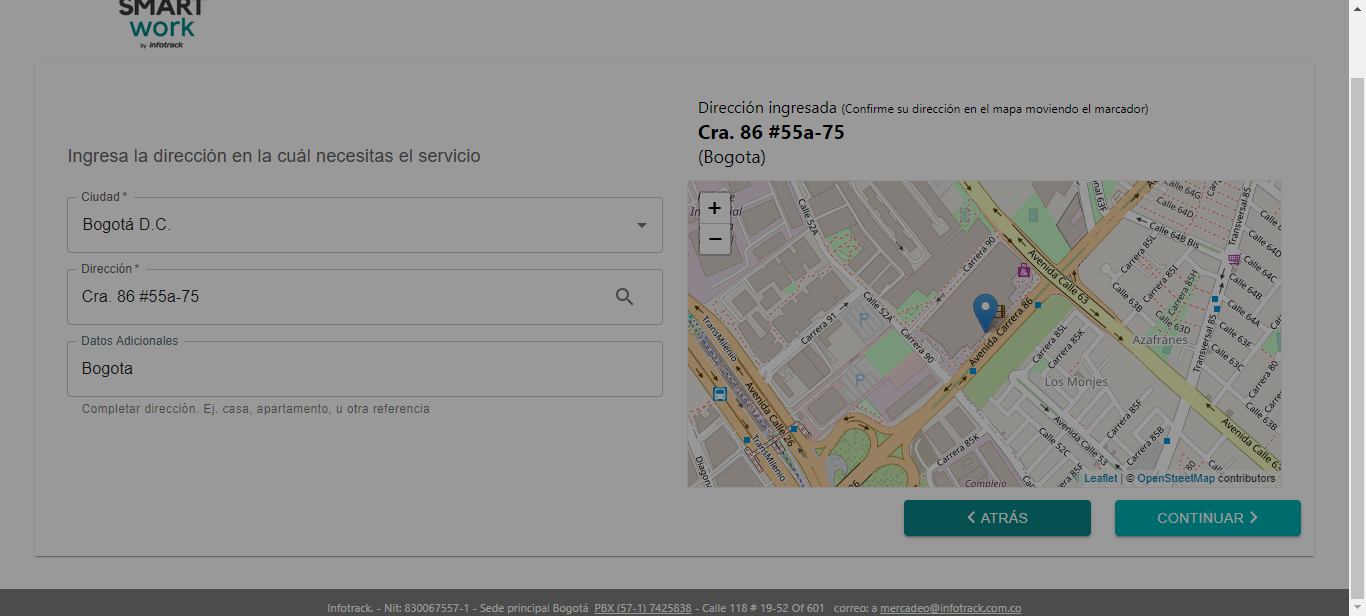 SMART
work
by infotrack
Ingresa la dirección en la cuál necesitas el servicio
Ciudad *
Bogotá D.C.
Dirección *
Cra. 86 #55a-75
Datos Adicionales
Bogota
Completar dirección. Ej. casa, apartamento, u otra referencia
Dirección ingresada (Confirme su dirección en el mapa moviendo el marcador)
Cra. 86 #55a-75
(Bogota)
+
−
Calle 52A
Carrera 90
Avenida Calle 63
Calle 64G
Calle 64D
Calle 64B Bis
Transversal 85
Carrera 85L
Carrera 85I
Carrera 85H
Calle 64C
Calle 64B
Calle 64A
Calle 63F
Calle 63B
Calle 63D
Calle 63C
Azafránes
Transversal 85
Carrera 80
Calle 63B
TransMilenio
Carrera 91
Calle 52A
P
Carrera 90
P
Avenida Carrera 86
Carrera 85L
Carrera 85K
Los Monjes
Avenida Calle 26
TransMilenio
Carrera 85K
Calle 52C
Avenida Calle 53
Carrera 85F
Carrera 85B
Avenida Calle 63
Complejo
Leaflet | © OpenStreetMap contributors
ATRÁS
CONTINUAR
Infotrack. - Nit: 830067557-1 - Sede principal Bogotá PBX (57-1) 7425838 - Calle 118 # 19-52 Of 601 correo: a mercadeo@infotrack.com.co